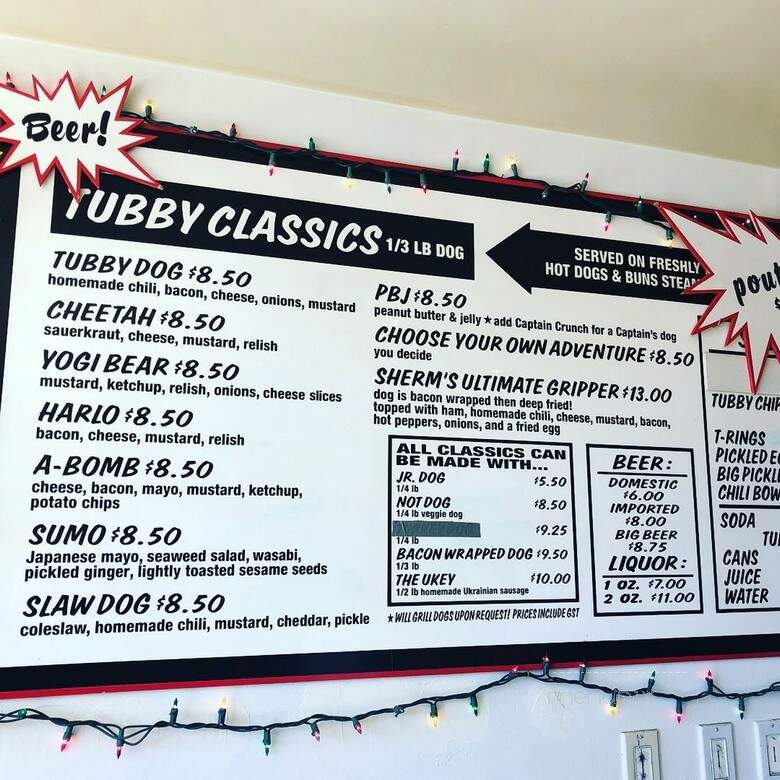 Beer!
TUBBY CLASSICS 1/3 LB DOG
SERVED ON FRESHLY
HOT DOGS & BUNS
TUBBY DOG $8.50
homemade chili, bacon, cheese, onions, mustard
CHEETAH $8.50
sauerkraut, cheese, mustard, relish
YOGI BEAR $8.50
mustard, ketchup, relish, onions, cheese slices
HARLO $8.50
bacon, cheese, mustard, relish
A-BOMB $8.50
cheese, bacon, mayo, mustard, ketchup,
potato chips
SUMO $8.50
Japanese mayo, seaweed salad, wasabi,
pickled ginger, lightly toasted sesame seeds
SLAW DOG $8.50
coleslaw, homemade chili, mustard, cheddar, pickle
PBJ $8.50
peanut butter & jelly ★ add Captain Crunch for a Captain's dog
CHOOSE YOUR OWN ADVENTURE $8.50
you decide
SHERM'S ULTIMATE GRIPPER $13.00
dog is bacon wrapped then deep fried!
topped with ham, homemade chili, cheese, mustard, bacon,
hot peppers, onions, and a fried egg
ALL CLASSICS CAN
BE MADE WITH...
JR. DOG $5.50
1/4 lb
NOT DOG $8.50
1/4 lb veggie dog
$9.25
1/4 lb
BACON WRAPPED DOG $9.50
1/3 lb
THE UKEY $10.00
1/2 lb homemade Ukrainian sausage
★ WILL GRILL DOGS UPON REQUEST! PRICES INCLUDE GST
BEER:
DOMESTIC
$6.00
IMPORTED
$8.00
BIG BEER
$8.75
LIQUOR:
1 OZ. $7.00
2 OZ. $11.00
TUBBY CHIP
T-RINGS
PICKLED
BIG PICKL
CHILI BOW
SODA
CANS
JUICE
WATER